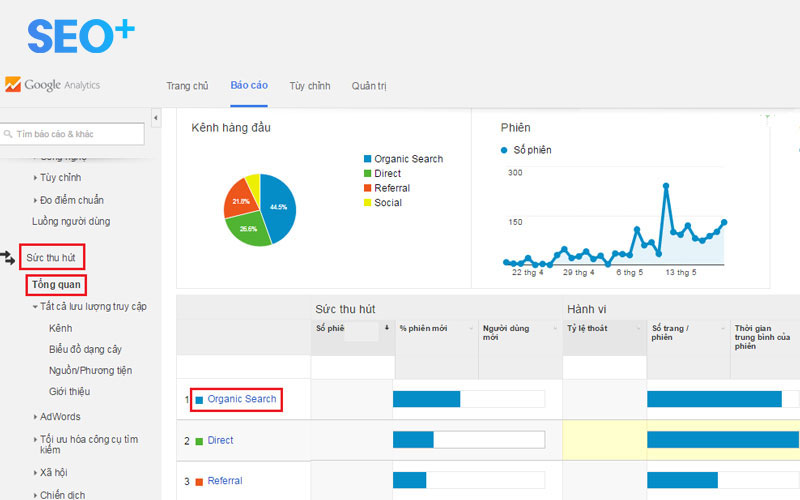 SEO+
Google Analytics
Trang chủ
Báo cáo
Tùy chỉnh
Quản trị
Tìm báo cáo & khác
Công nghệ
Tùy chỉnh
Đo điểm chuẩn
Luồng người dùng
Sức thu hút
Tổng quan
Tất cả lưu lượng truy cập
Kênh
Biểu đồ dạng cây
Nguồn/Phương tiện
Giới thiệu
AdWords
Tối ưu hóa công cụ tìm
kiếm
Xã hội
Chiến dịch
Kênh hàng đầu
44.5%
25.6%
21.8%
Organic Search
Direct
Referral
Social
Phiên
Số phiên
300
150
22 thg 4
29 thg 4
6 thg 5
13 thg 5
Sức thu hút
Hành vi
Số phiê
% phiên mới
Người dùng
mới
Tỷ lệ thoát
Số trang /
phiên
Thời gian
trung bình của
phiên
1 Organic Search
2 Direct
3 Referral